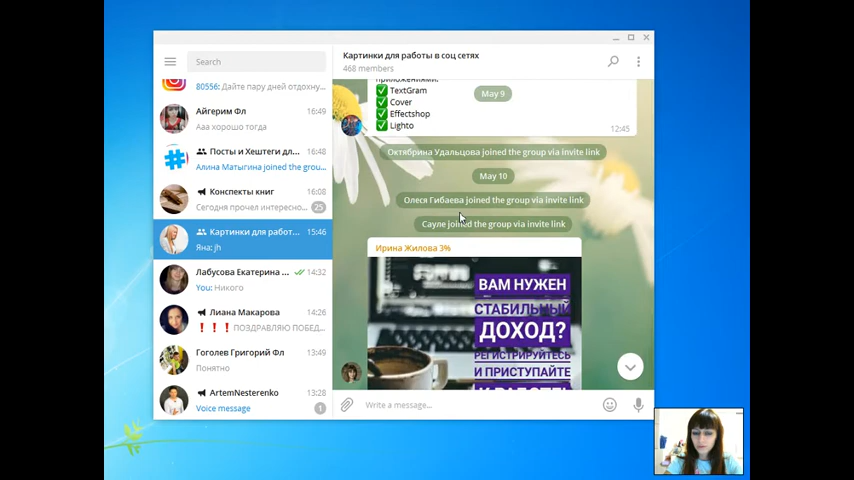 Search
80556: Дайте пару дней отдохну...
Айгерим Фл 16:49
Ааа хорошо тогда
Посты и Хештеги дл... 16:48
Алина Матыгина joined the grou...
Конспекты книг 16:08
Сегодня прочел интересно... 25
Картинки для работ... 15:46
Яна: jh
Лабусова Екатерина ... 14:32
You: Никого
Лиана Макарова 14:26
❗❗❗ПОЗДРАВЛЯЮ ПОБЕД...
Гоголев Григорий Фл 13:49
Понятно
ArtemNesterenko 13:28
Voice message 1
Картинки для работы в соц сетях
468 members
приложениями:
TextGram
Cover
Effectshop
Lighto
12:45
May 9
Октябрина Удальцова joined the group via invite link
May 10
Олеся Гибаева joined the group via invite link
Сауле joined the group via invite link
Ирина Жилова 3%
ВАМ НУЖЕН
СТАБИЛЬНЫЙ
ДОХОД?
РЕГИСТРИРУЙТЕСЬ
И ПРИСТУПАЙТЕ
Write a message...